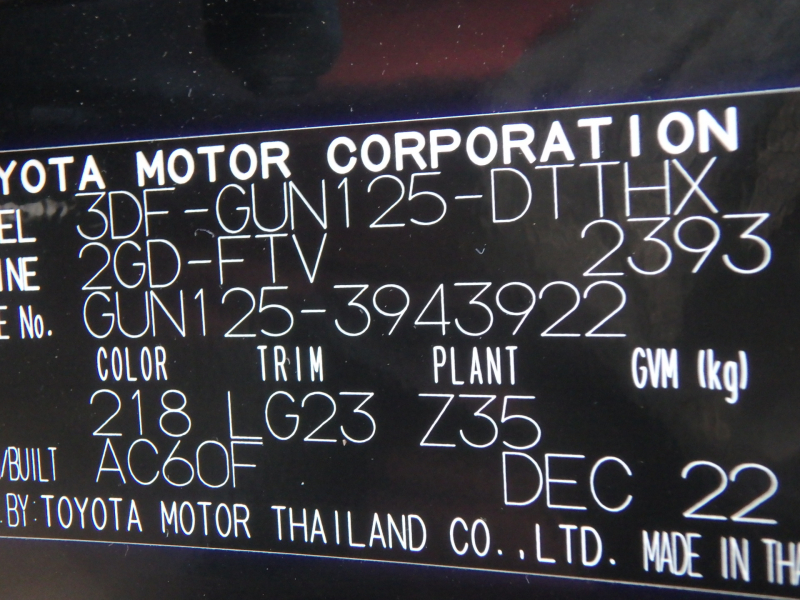 YOTA MOTOR CORPORATION
EL 3DF-GUN125-DTTHX
INE 2GD-FTV 2393
E No. GUN125-3943922
COLOR TRIM PLANT GVM (kg)
218 LG23 Z35
/BUILT AC60F DEC 22
. BY: TOYOTA MOTOR THAILAND CO.,LTD. MADE IN THA